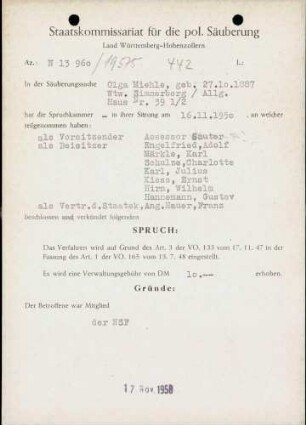 Staatskommissariat für die pol. Säuberung
Land Württemberg-Hohenzollern
Az.: N 13 960 /19575 442 L:
In der Säuberungssache Olga Miehle, geb. 27.10.1887
Wtw. Simmerberg / Allg.
Haus Nr. 39 1/2
hat die Spruchkammer — in ihrer Sitzung am 16.11.1950 , an welcher
teilgenommen haben:
als Vorsitzender Assessor Sauter
als Beisitzer Engelfried, Adolf
Märkle, Karl
Schulze, Charlotte
Karl, Julius
Kiess, Ernst
Hirn, Wilhelm
Hannemann, Gustav
als Vertr.d.Staatsk. Ang. Hauer, Franz
beschlossen und verkündet folgenden
SPRUCH:
Das Verfahren wird auf Grund des Art. 3 der VO. 133 vom 17. 11. 47 in der
Fassung des Art. 1 der VO. 165 vom 13. 7. 48 eingestellt.
Es wird eine Verwaltungsgebühr von DM 10.-- erhoben.
Gründe:
Der Betroffene war Mitglied
der NSF
17 Nov. 1950